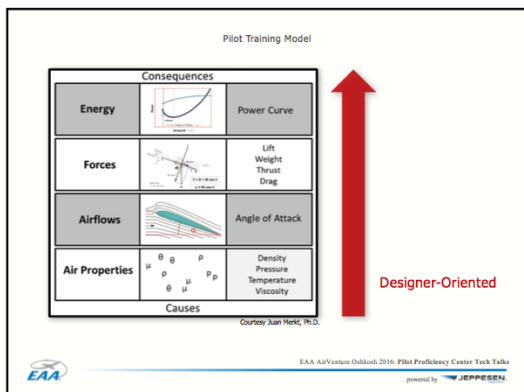 Pilot Training Model
Consequences
Energy
Power Curve
Forces
Lift
Weight
Thrust
Drag
Airflows
α
Angle of Attack
Air Properties
θ θ ρ
μ
ρ p p
θ μ
Density
Pressure
Temperature
Viscosity
Causes
Designer-Oriented
Courtesy Juan Merkt, Ph.D.
EAA
EAA AirVenture Oshkosh 2016: Pilot Proficiency Center Tech Talks
powered by JEPPESEN